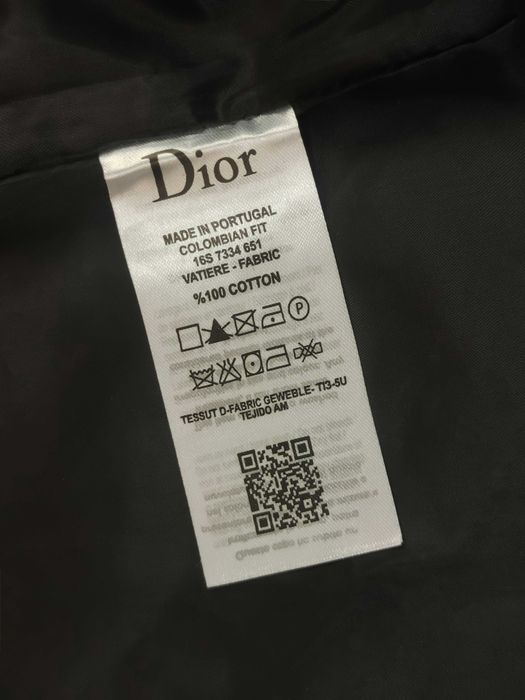 Dior
MADE IN PORTUGAL
COLOMBIAN FIT
16S 7334 651
VATIERE - FABRIC
%100 COTTON
P
TESSUT D-FABRIC GEWEBLE- TI3-5U
TEJIDO AM